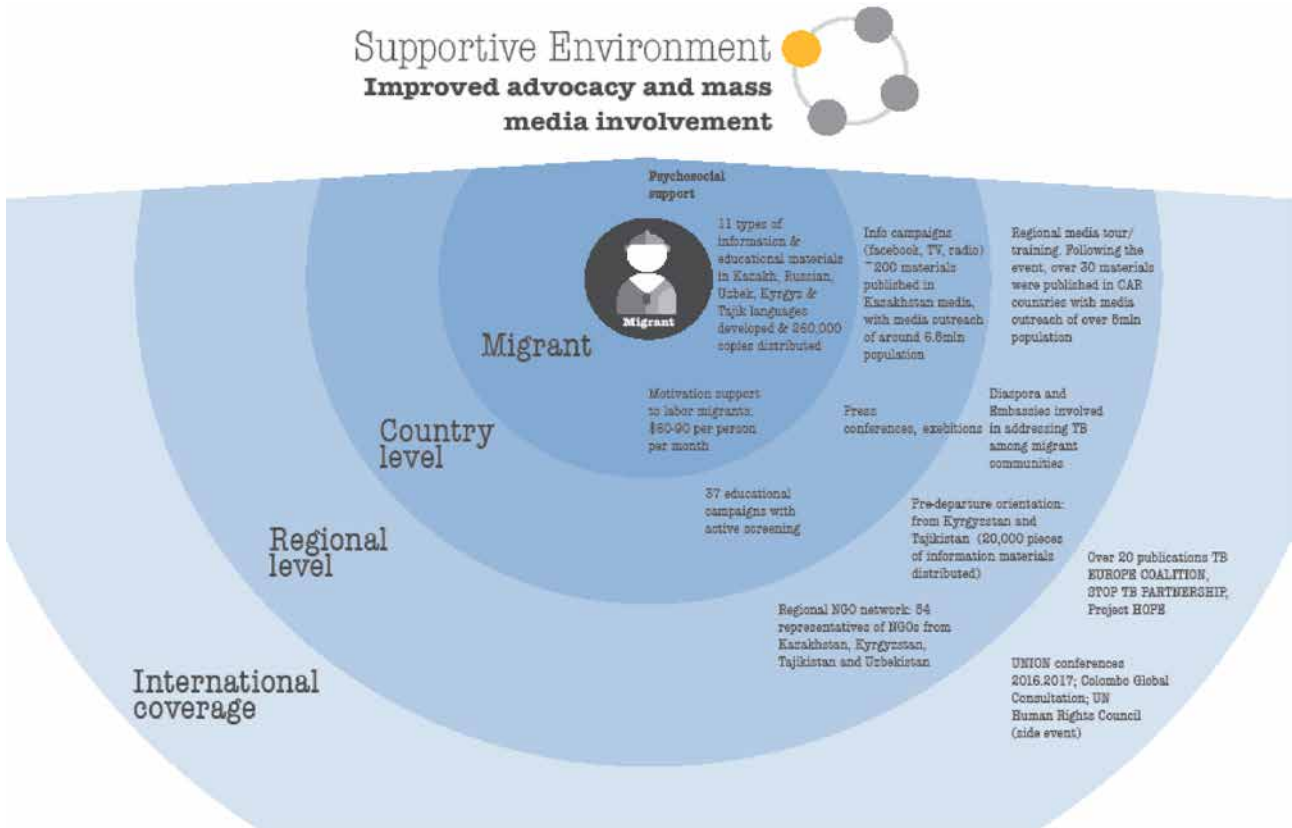 Supportive Environment
Improved advocacy and mass
media involvement
Psychosocial
support
Migrant
11 types of
information &
educational materials
in Kazakh, Russian,
Uzbek, Kyrgyz &
Tajik languages
developed & 260,000
copies distributed
Info campaigns
(facebook, TV, radio)
~200 materials
published in
Kazakhstan media,
with media outreach
of around
population
Regional media tour/
training. Following the
event, over 30 materials
were published in CAR
countries with media
outreach of over
population
Migrant
Motivation support
to labor migrants:
per person
per month
Press
conferences, exebitions
Diaspora and
Embassies involved
in addressing TB
among migrant
communities
Country
level
37 educational
campaigns with
active screening
Pre-departure orientation:
from Kyrgyzstan and
Tajikistan (20,000 pieces
of information materials
distributed)
Regional
level
Over 20 publications TB
EUROPE COALITION,
STOP TB PARTNERSHIP,
Project HOPE
Regional NGO network:
representatives of NGOs from
Kazakhstan, Kyrgyzstan,
Tajikistan and Uzbekistan
International
coverage
UNION conferences
2016.2017; Colombo Global
Consultation; UN
Human Rights Council
(side event)